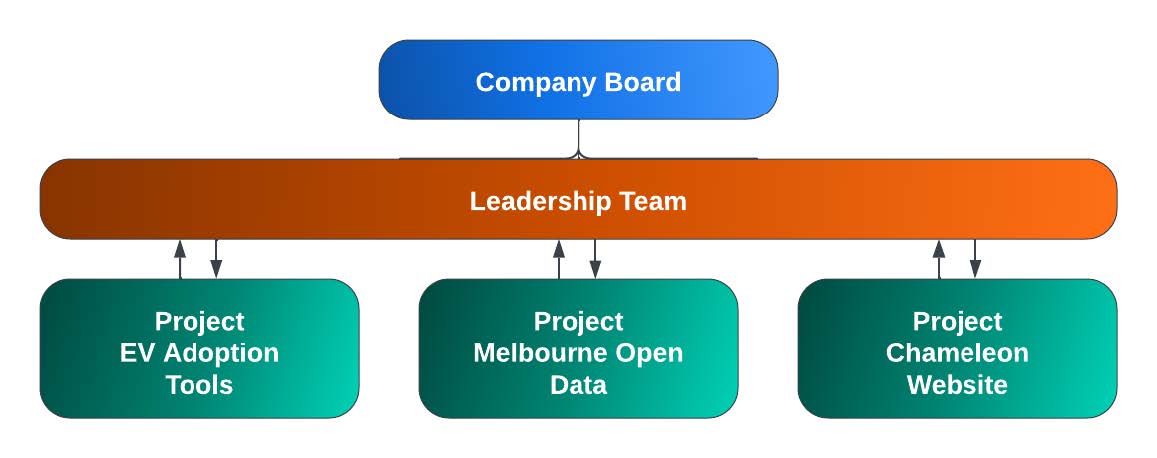 Company Board
Leadership Team
Project
EV Adoption
Tools
Project
Melbourne Open
Data
Project
Chameleon
Website